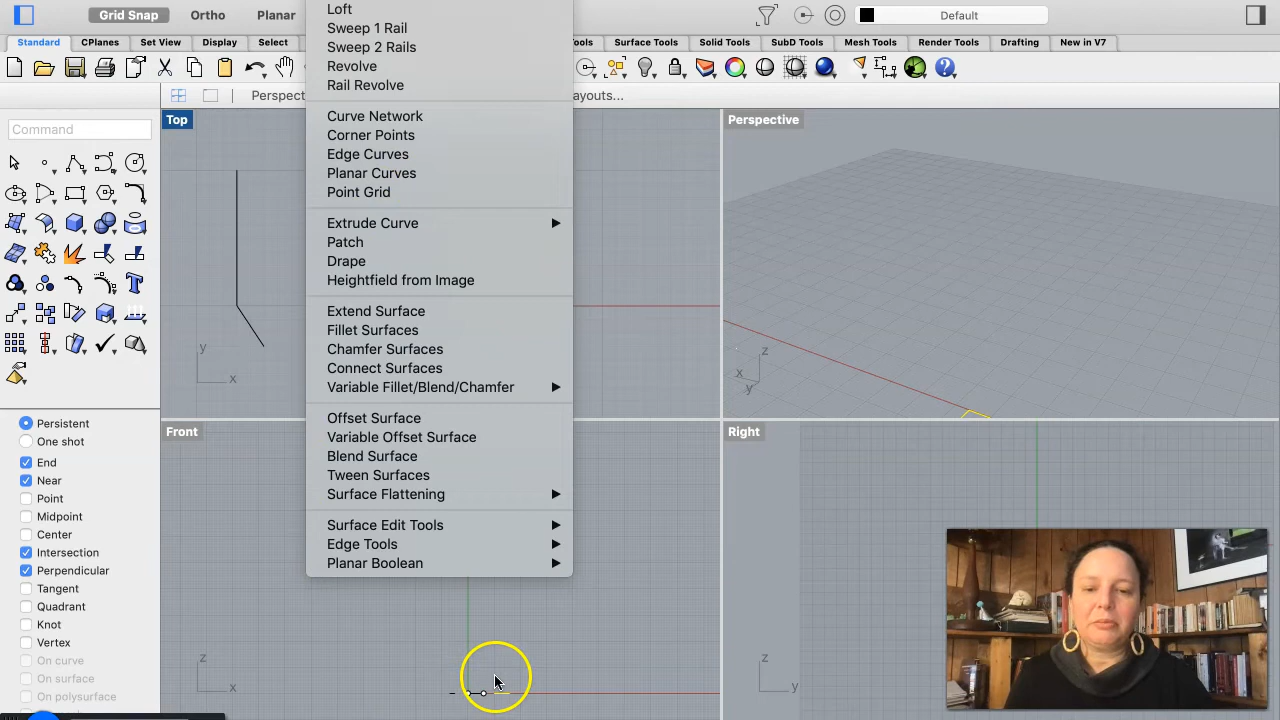 Grid Snap Ortho Planar Default
Loft
Sweep 1 Rail
Sweep 2 Rails
Revolve
Rail Revolve
Curve Network
Corner Points
Edge Curves
Planar Curves
Point Grid
Extrude Curve
Patch
Drape
Heightfield from Image
Extend Surface
Fillet Surfaces
Chamfer Surfaces
Connect Surfaces
Variable Fillet/Blend/Chamfer
Offset Surface
Variable Offset Surface
Blend Surface
Tween Surfaces
Surface Flattening
Surface Edit Tools
Edge Tools
Planar Boolean
Standard CPlanes Set View Display Select Surface Tools Solid Tools SubD Tools Mesh Tools Render Tools Drafting New in V7
Command
Persistent
One shot
End
Near
Point
Midpoint
Center
Intersection
Perpendicular
Tangent
Quadrant
Knot
Vertex
On curve
On surface
On polysurface
Top
y
x
Perspective
z
x
y
Front
z
x
Right
z
y